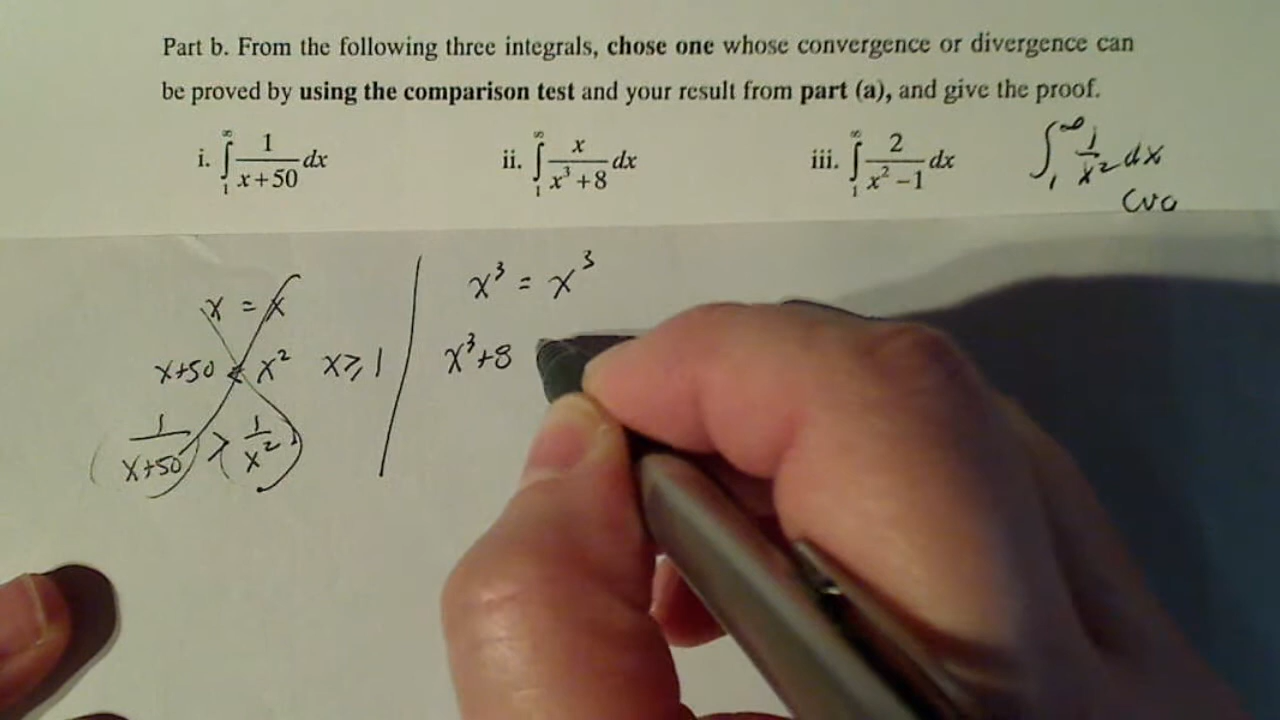 Part b. From the following three integrals, chose one whose convergence or divergence can
be proved by using the comparison test and your result from part (a), and give the proof.
i. ∫₁^∞ 1/(x+50) dx ii. ∫₁^∞ x/(x³+8) dx iii. ∫₁^∞ 2/(x²−1) dx ∫₁^∞ 1/x² dx
CVG
x = x
x+50 < x² x ≥ 1
1/(x+50) > 1/x²
x³ = x³
x³+8